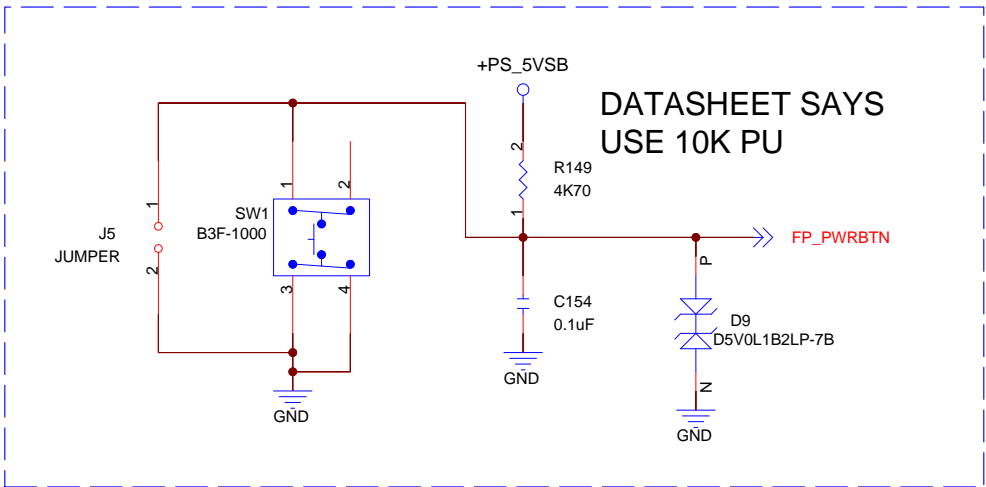 +PS_5VSB
DATASHEET SAYS
USE 10K PU
2
R149
4K70
1
1
2
1
J5
JUMPER
2
SW1
B3F-1000
3
4
FP_PWRBTN
P
C154
0.1uF
D9
D5V0L1B2LP-7B
N
GND
GND
GND